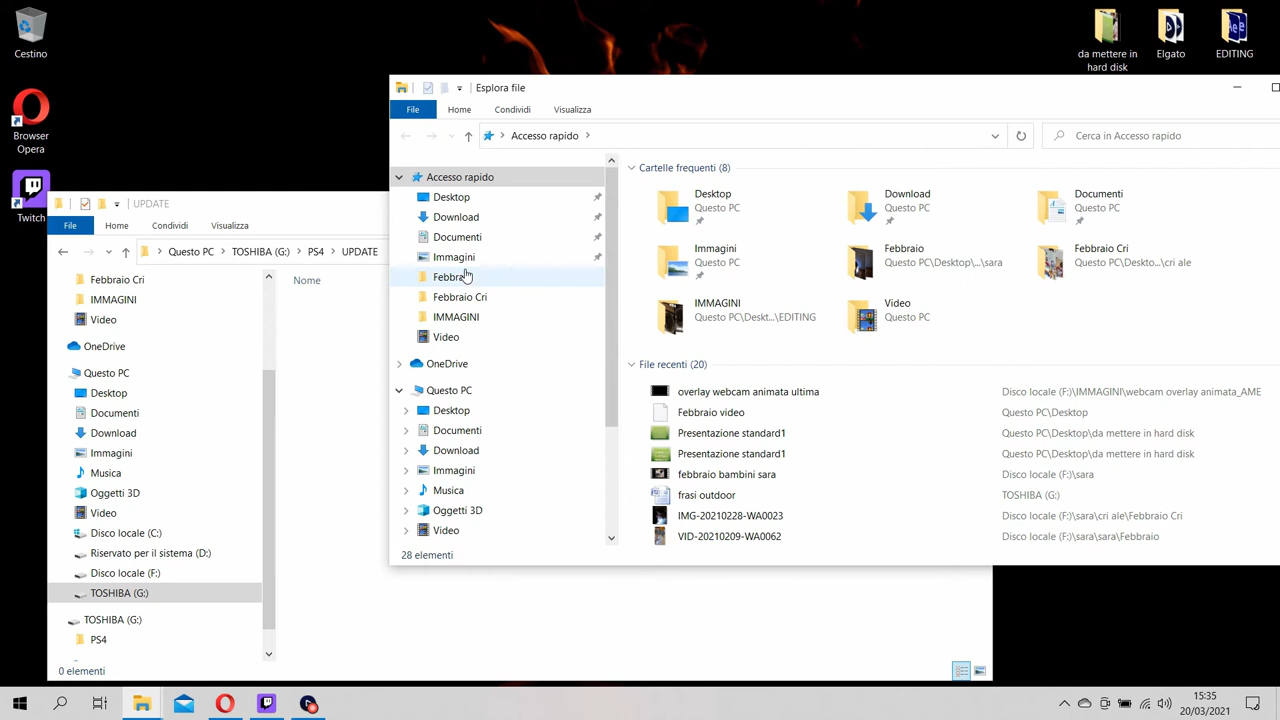 Cestino
da mettere in
hard disk
Elgato
EDITING
Browser
Opera
Twitch
Esplora file
File
Home
Condividi
Visualizza
Accesso rapido
Cerca in Accesso rapido
Accesso rapido
Desktop
Download
Documenti
Immagini
Febbraio Cri
IMMAGINI
Video
OneDrive
Questo PC
Desktop
Documenti
Download
Immagini
Musica
Oggetti 3D
Video
28 elementi
Cartelle frequenti (8)
Desktop
Questo PC
Download
Questo PC
Documenti
Questo PC
Immagini
Questo PC
Febbraio
Questo PC\Desktop\...\sara
Febbraio Cri
Questo PC\Desktop\...\cri ale
IMMAGINI
Questo PC\Deskt...\EDITING
Video
Questo PC
File recenti (20)
overlay webcam animata ultima Disco locale (F:)\IMMAGINI\webcam overlay animata_AME
Febbraio video Questo PC\Desktop
Presentazione standard1 Questo PC\Desktop\da mettere in hard disk
Presentazione standard1 Questo PC\Desktop\da mettere in hard disk
febbraio bambini sara Disco locale (F:)\sara
frasi outdoor TOSHIBA (G:)
IMG-20210228-WA0023 Disco locale (F:)\sara\cri ale\Febbraio Cri
VID-20210209-WA0062 Disco locale (F:)\sara\sara\Febbraio
UPDATE
File
Home
Condividi
Visualizza
Questo PC
TOSHIBA (G:)
PS4
UPDATE
Febbraio Cri
IMMAGINI
Video
OneDrive
Questo PC
Desktop
Documenti
Download
Immagini
Musica
Oggetti 3D
Video
Disco locale (C:)
Riservato per il sistema (D:)
Disco locale (F:)
TOSHIBA (G:)
TOSHIBA (G:)
PS4
Nome
0 elementi
15:35
20/03/2021